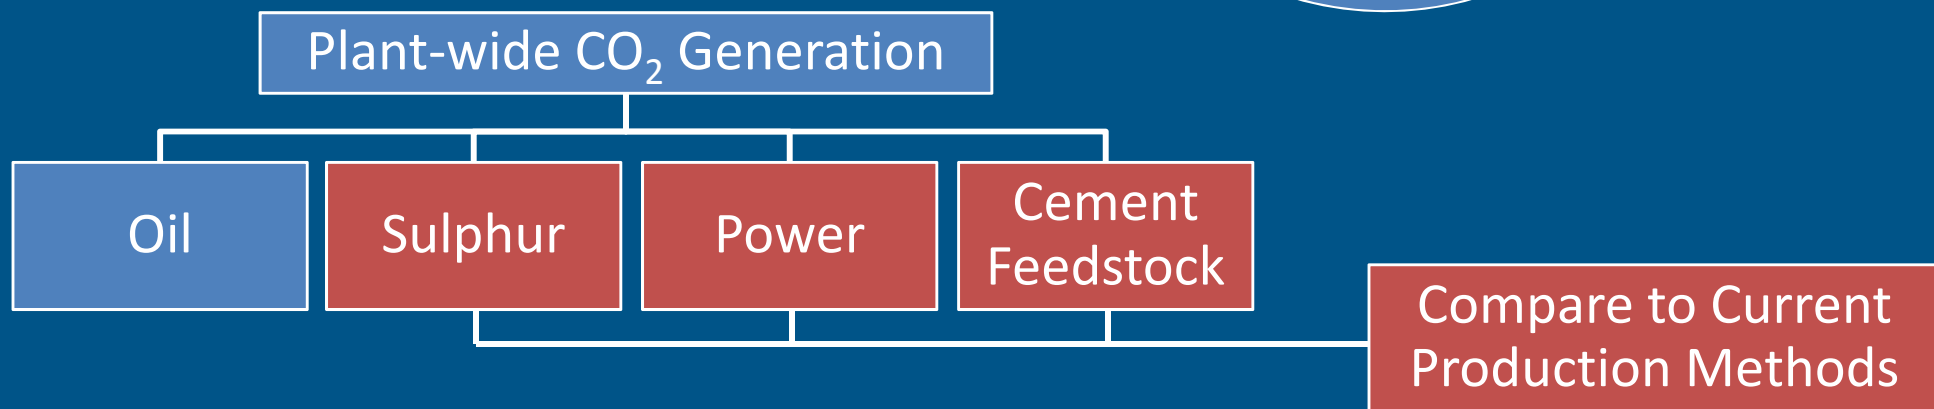 Plant-wide CO₂ Generation
Oil
Sulphur
Power
Cement
Feedstock
Compare to Current
Production Methods